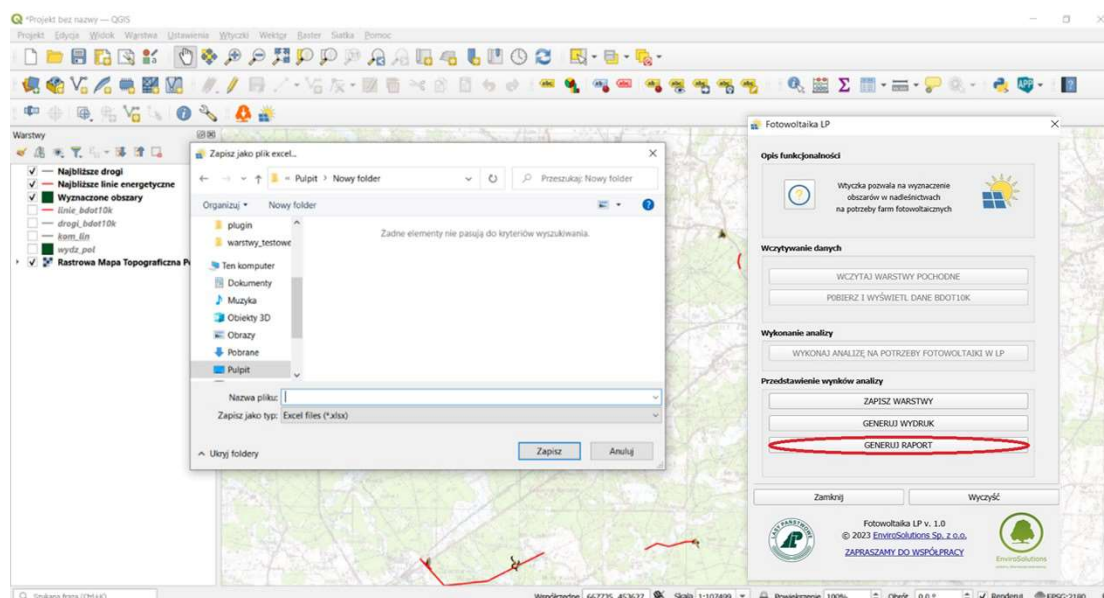 *Projekt bez nazwy — QGIS
Projekt Edycja Widok Warstwa Ustawienia Wtyczki Wektor Raster Siatka Pomoc
Warstwy
Najbliższe drogi
Najbliższe linie energetyczne
Wyznaczone obszary
linie_bdot10k
drogi_bdot10k
kom_lin
wydz_pol
Rastrowa Mapa Topograficzna P
Zapisz jako plik excel...
« Pulpit › Nowy folder
Przeszukaj: Nowy folder
Organizuj Nowy folder
plugin
warstwy_testowe
Ten komputer
Dokumenty
Muzyka
Obiekty 3D
Obrazy
Pobrane
Pulpit
Żadne elementy nie pasują do kryteriów wyszukiwania.
Nazwa pliku:
Zapisz jako typ: Excel files (*.xlsx)
Ukryj foldery
Zapisz
Anuluj
Fotowoltaika LP
Opis funkcjonalności
Wtyczka pozwala na wyznaczenie
obszarów w nadleśnictwach
na potrzeby farm fotowoltaicznych
Wczytywanie danych
WCZYTAJ WARSTWY POCHODNE
POBIERZ I WYŚWIETL DANE BDOT10K
Wykonanie analizy
WYKONAJ ANALIZĘ NA POTRZEBY FOTOWOLTAIKI W LP
Przedstawienie wyników analizy
ZAPISZ WARSTWY
GENERUJ WYDRUK
GENERUJ RAPORT
Zamknij
Wyczyść
LASY PAŃSTWOWE
Fotowoltaika LP v. 1.0
© 2023 EnviroSolutions Sp. z o.o.
ZAPRASZAMY DO WSPÓŁPRACY
EnviroSolutions
Współrzędne 667735 453627 Skala 1:107499 Powiększenie 100% Obrót 0,0 ° Renderuj EPSG:2180